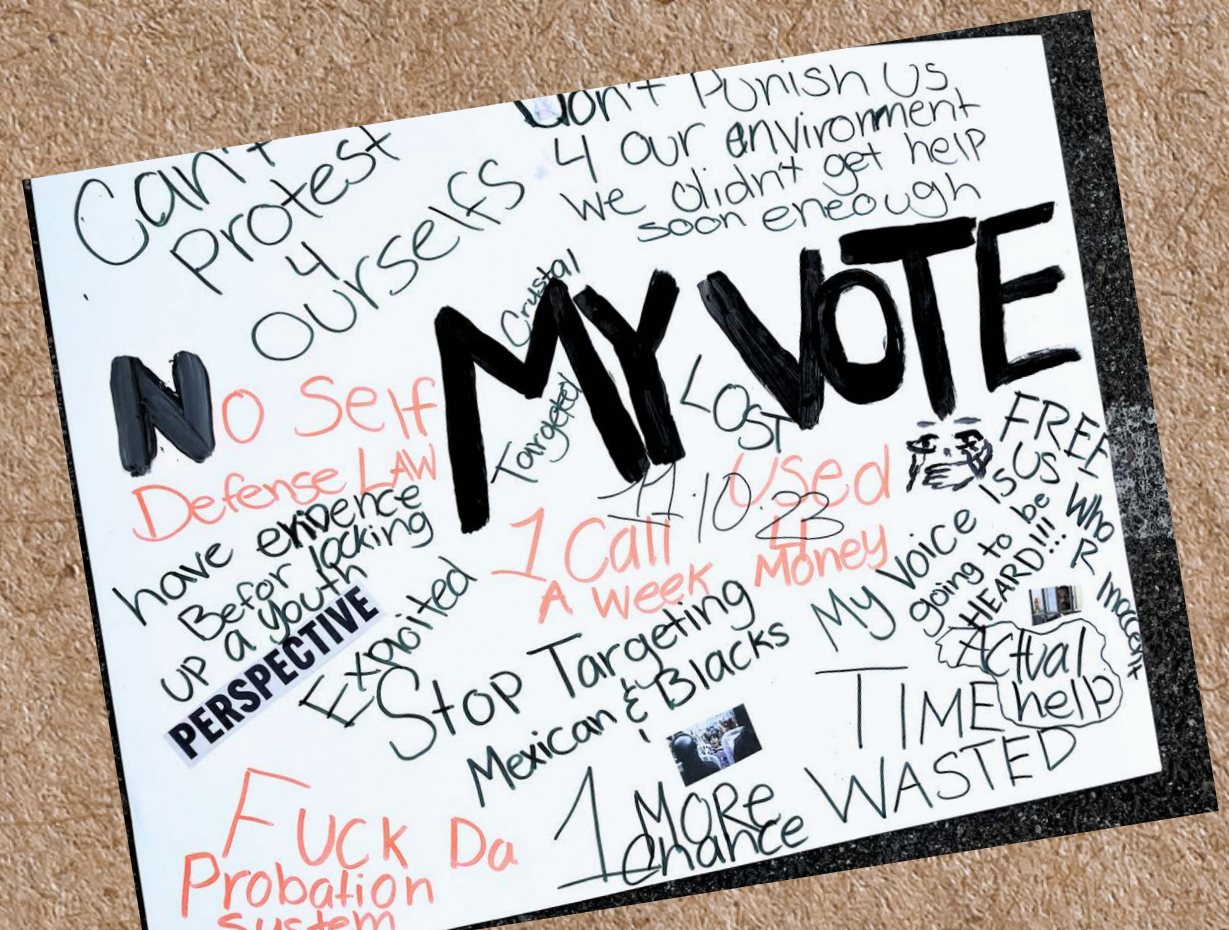 Can't
protest
4
ourselfs
Don't Punish Us
4 our environment
we didn't get help
soon eneough
Crystal
MY VOTE
NO Self
Defense LAW
have evidence
Befor locking
up a youth
PERSPECTIVE
Targeted
LOST
11.10.23
Used
UP
Money
1 Call
A week
FREE
US
Who
R
innocent
My Voice
is
going to be
HEARD!!!
Actual
help
Expoited
Stop Targeting
Mexican & Blacks
TIME
WASTED
1 MORe
Chance
Fuck Da
Probation
system